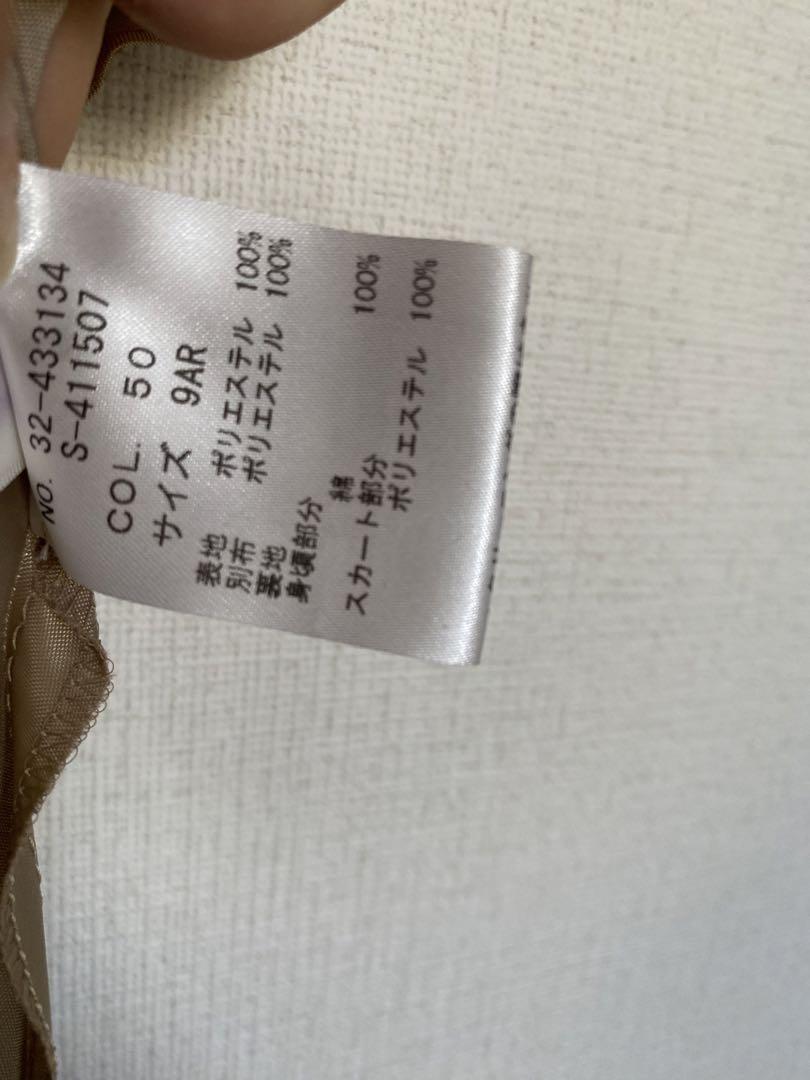 NO. 32-433134
S-411507
COL. 50
サイズ 9AR
表地 ポリエステル 100%
別布 ポリエステル 100%
裏地
身頃部分
綿 100%
スカート部分
ポリエステル 100%